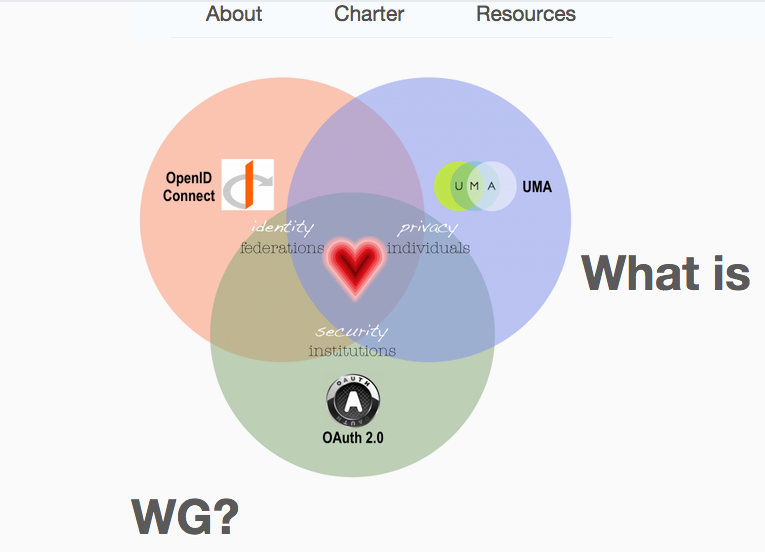 About Charter Resources
OpenID
Connect
U M A
UMA
identity
federations
privacy
individuals
What is
security
institutions
OAUTH
A
OAUTH
OAuth 2.0
WG?